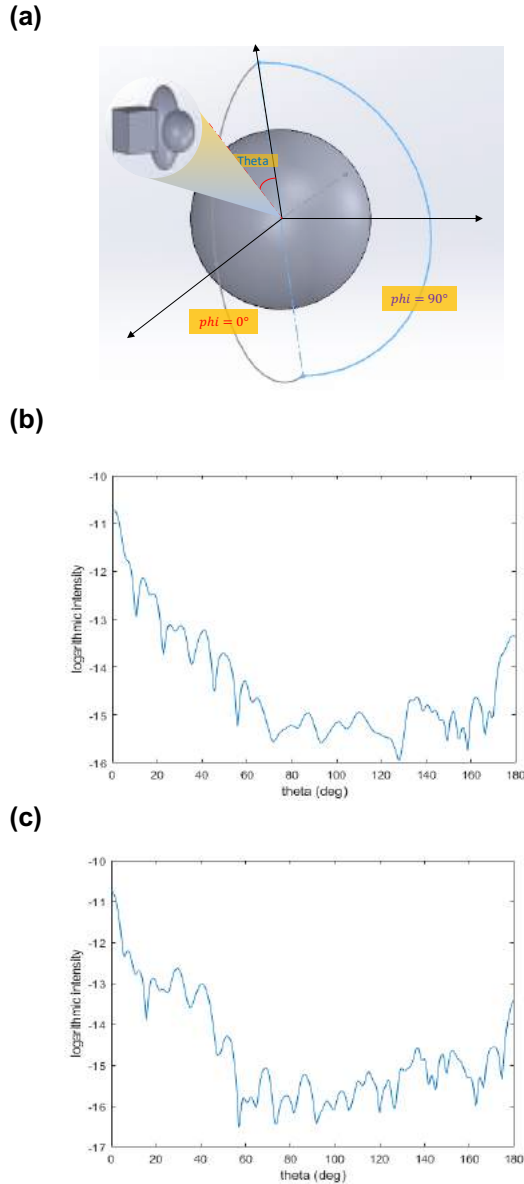 (a)
Theta
phi = 0°
phi = 90°
(b)
-10
-11
-12
-13
-14
-15
-16
logarithmic intensity
0 20 40 60 80 100 120 140 160 180
theta (deg)
(c)
-10
-11
-12
-13
-14
-15
-16
-17
logarithmic intensity
0 20 40 60 80 100 120 140 160 180
theta (deg)